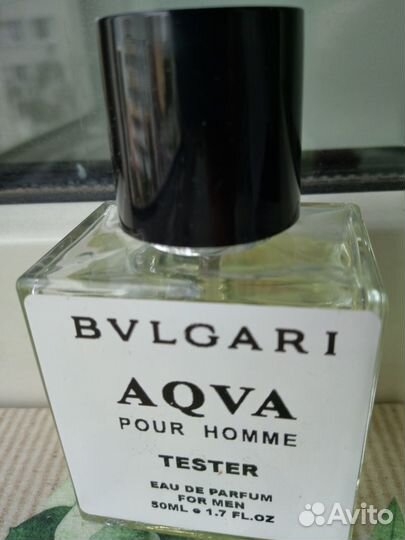 BVLGARI
AQVA
POUR HOMME
TESTER
EAU DE PARFUM
FOR MEN
50ML e 1.7 FL.OZ
Avito